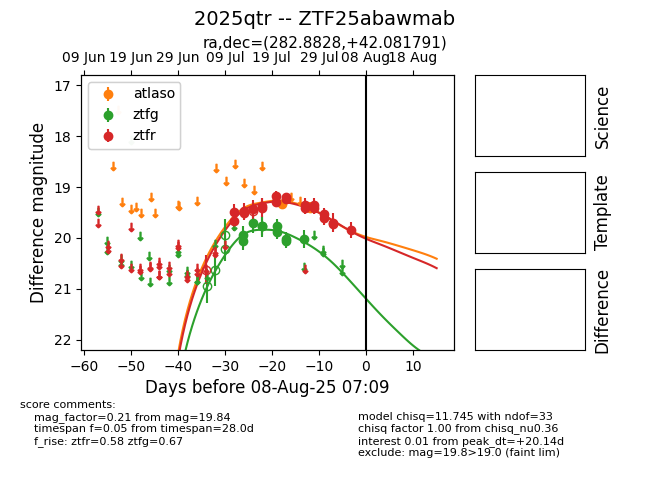 2025qtr -- ZTF25abawmab
ra,dec=(282.8828,+42.081791)
09 Jun 19 Jun 29 Jun 09 Jul 19 Jul 29 Jul 08 Aug 18 Aug
atlaso
ztfg
ztfr
17
18
19
20
21
22
Difference magnitude
−60 −50 −40 −30 −20 −10 0 10
Days before 08-Aug-25 07:09
Science
Template
Difference
score comments:
mag_factor=0.21 from mag=19.84
timespan f=0.05 from timespan=28.0d
f_rise: ztfr=0.58 ztfg=0.67
model chisq=11.745 with ndof=33
chisq factor 1.00 from chisq_nu0.36
interest 0.01 from peak_dt=+20.14d
exclude: mag=19.8>19.0 (faint lim)